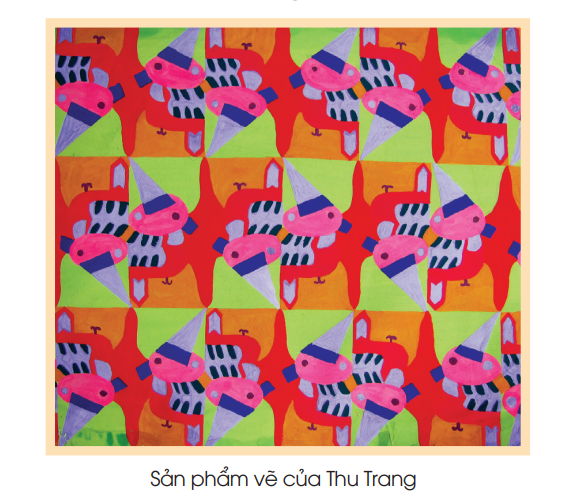 Sản phẩm vẽ của Thu Trang